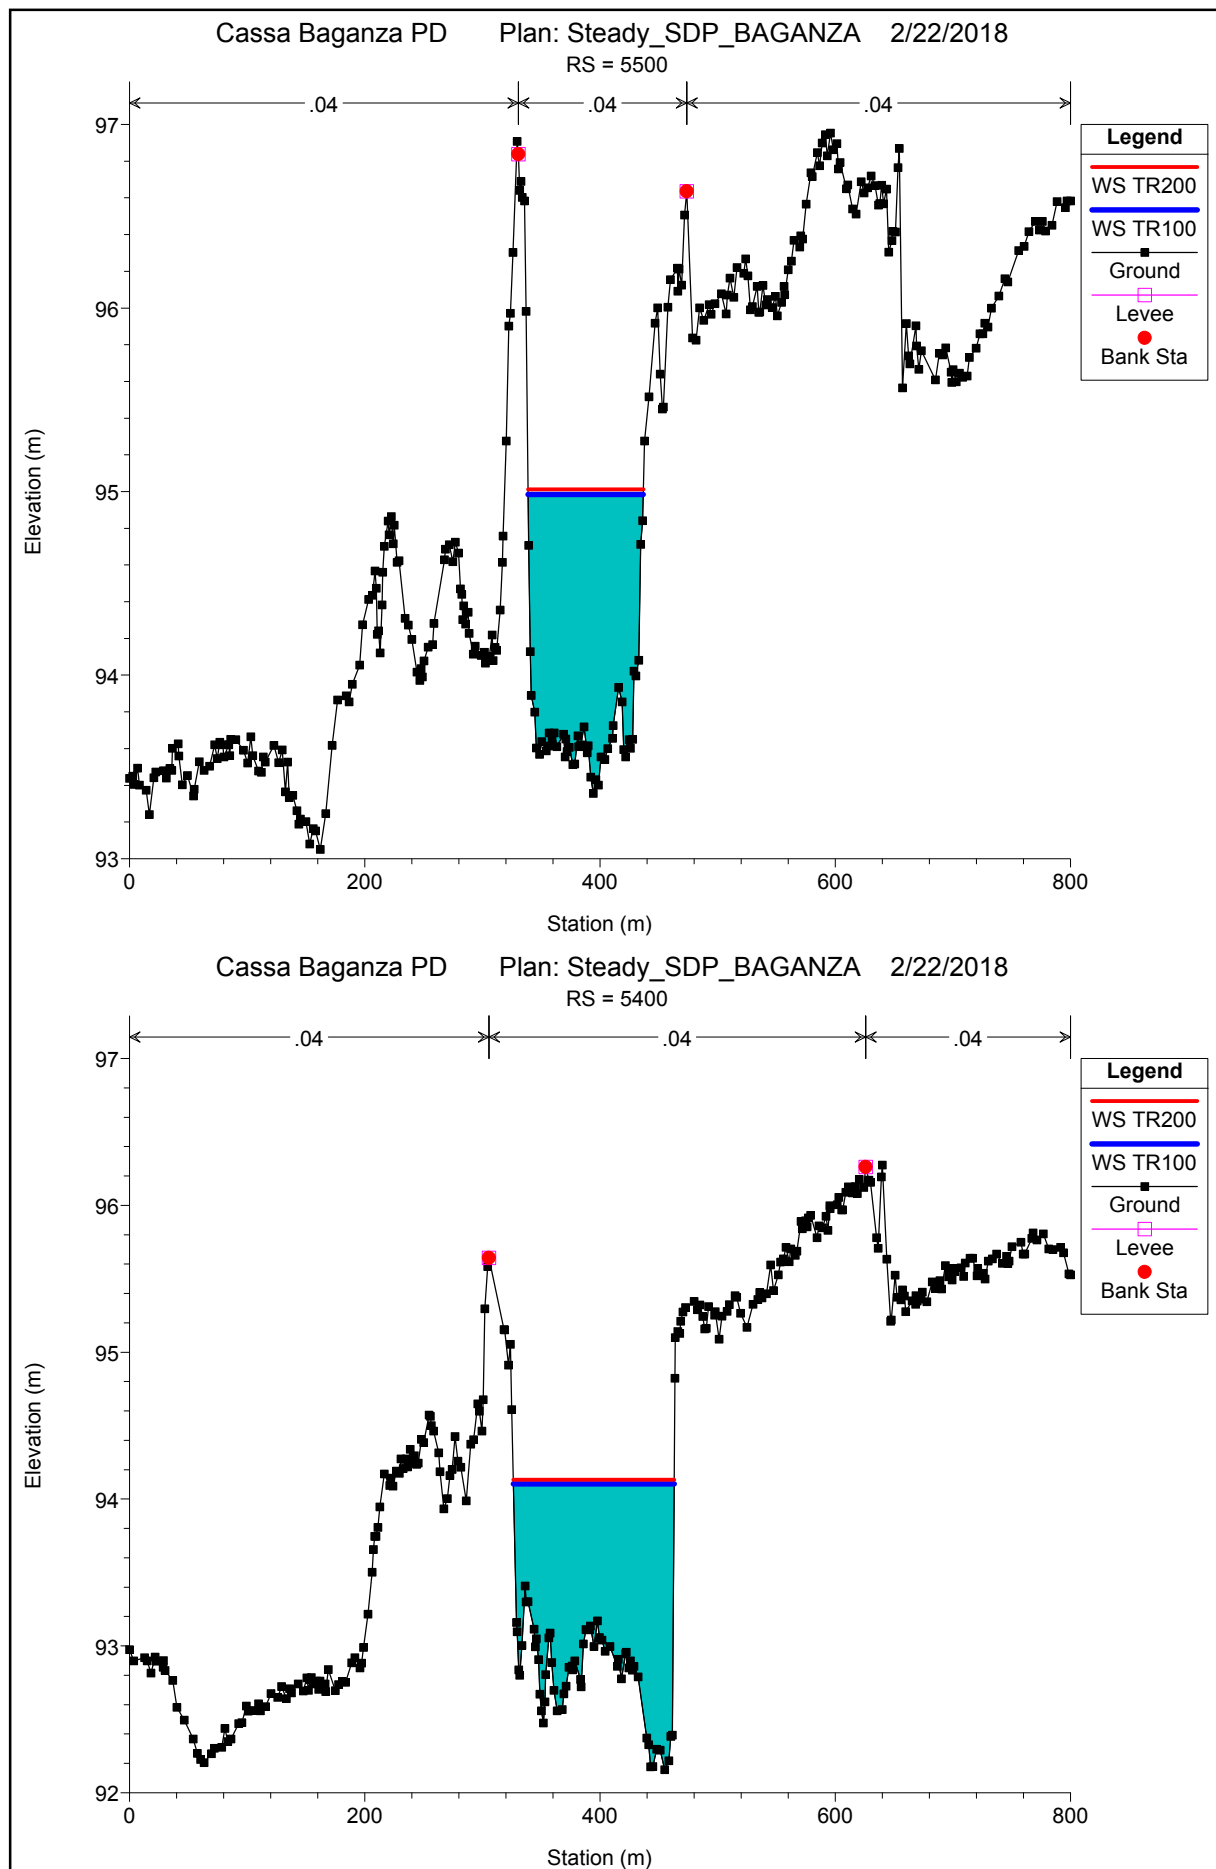 Cassa Baganza PD Plan: Steady_SDP_BAGANZA 2/22/2018
RS = 5500
.04 .04 .04
97
96
95
94
93
Elevation (m)
0 200 400 600 800
Station (m)
Legend
WS TR200
WS TR100
Ground
Levee
Bank Sta
Cassa Baganza PD Plan: Steady_SDP_BAGANZA 2/22/2018
RS = 5400
.04 .04 .04
97
96
95
94
93
92
Elevation (m)
0 200 400 600 800
Station (m)
Legend
WS TR200
WS TR100
Ground
Levee
Bank Sta